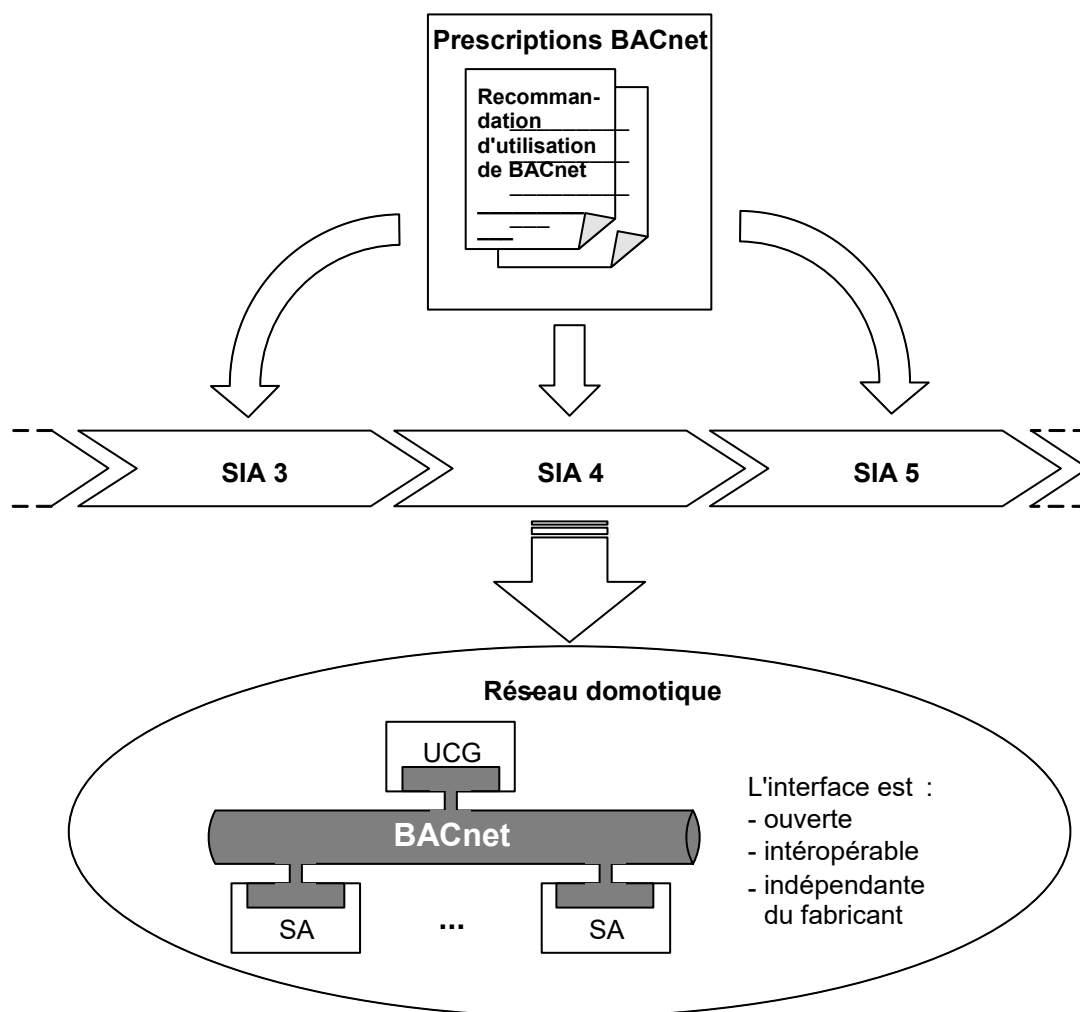 Prescriptions BACnet
Recomman-
dation
d'utilisation
de BACnet
SIA 3
SIA 4
SIA 5
Réseau domotique
UCG
BACnet
SA
...
SA
L'interface est :
- ouverte
- intéropérable
- indépendante
du fabricant